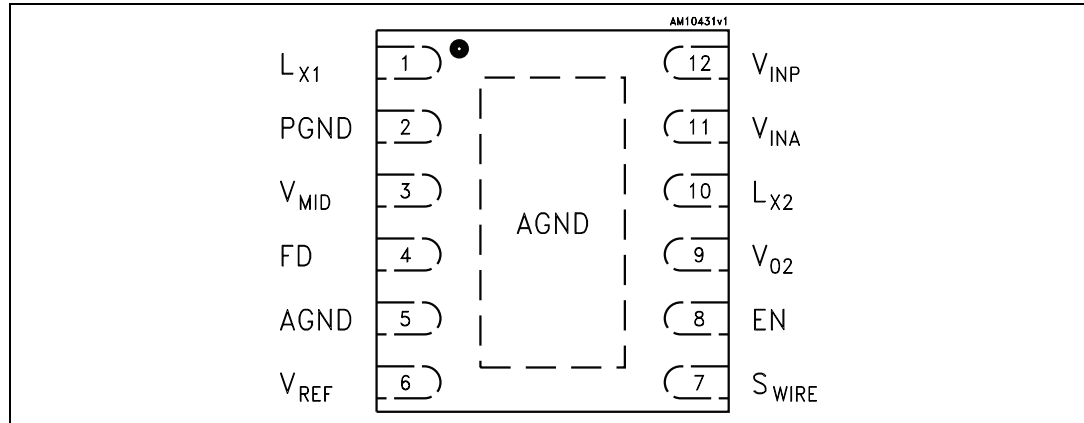 AM10431v1
LX1 1 12 VINP
PGND 2 11 VINA
VMID 3 10 LX2
AGND
FD 4 9 VO2
AGND 5 8 EN
VREF 6 7 SWIRE